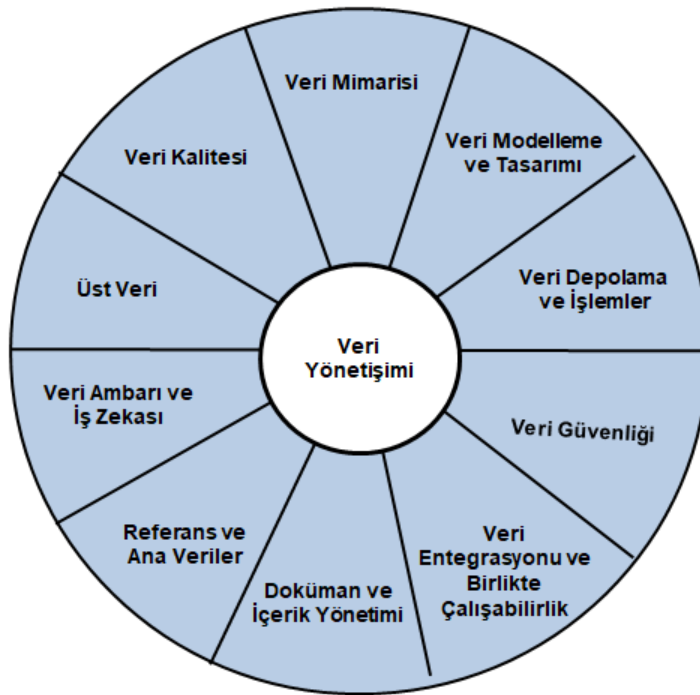 Veri Mimarisi
Veri Modelleme
ve Tasarımı
Veri Depolama
ve İşlemler
Veri Güvenliği
Veri
Entegrasyonu ve
Birlikte
Çalışabilirlik
Doküman ve
İçerik Yönetimi
Referans ve
Ana Veriler
Veri Ambarı ve
İş Zekası
Üst Veri
Veri Kalitesi
Veri
Yönetişimi